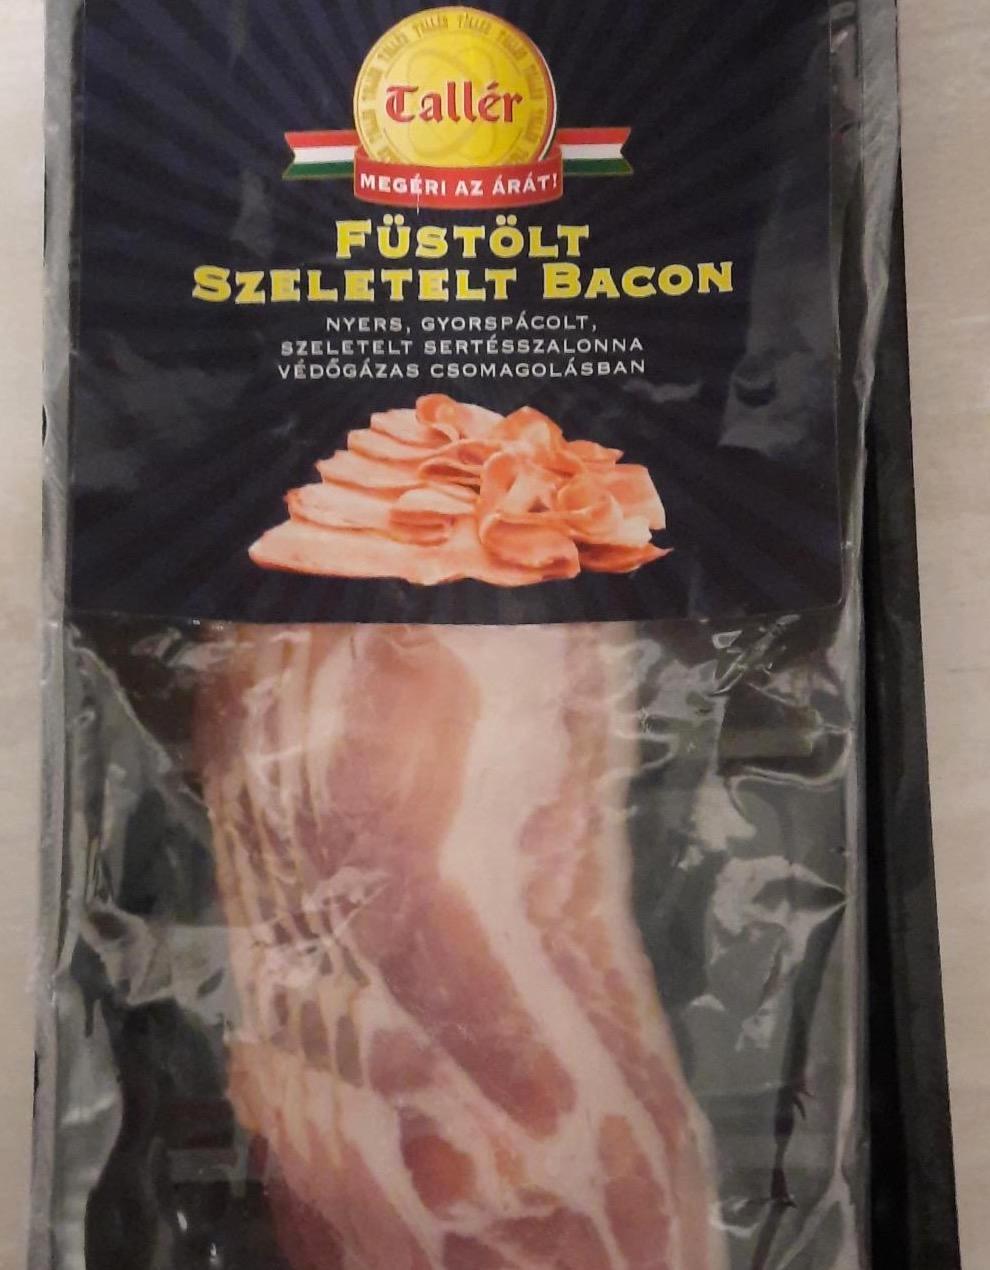 Tallér
MEGÉRI AZ ÁRÁT!
FÜSTÖLT
SZELETELT BACON
NYERS, GYORSPÁCOLT,
SZELETELT SERTÉSSZALONNA
VÉDŐGÁZAS CSOMAGOLÁSBAN